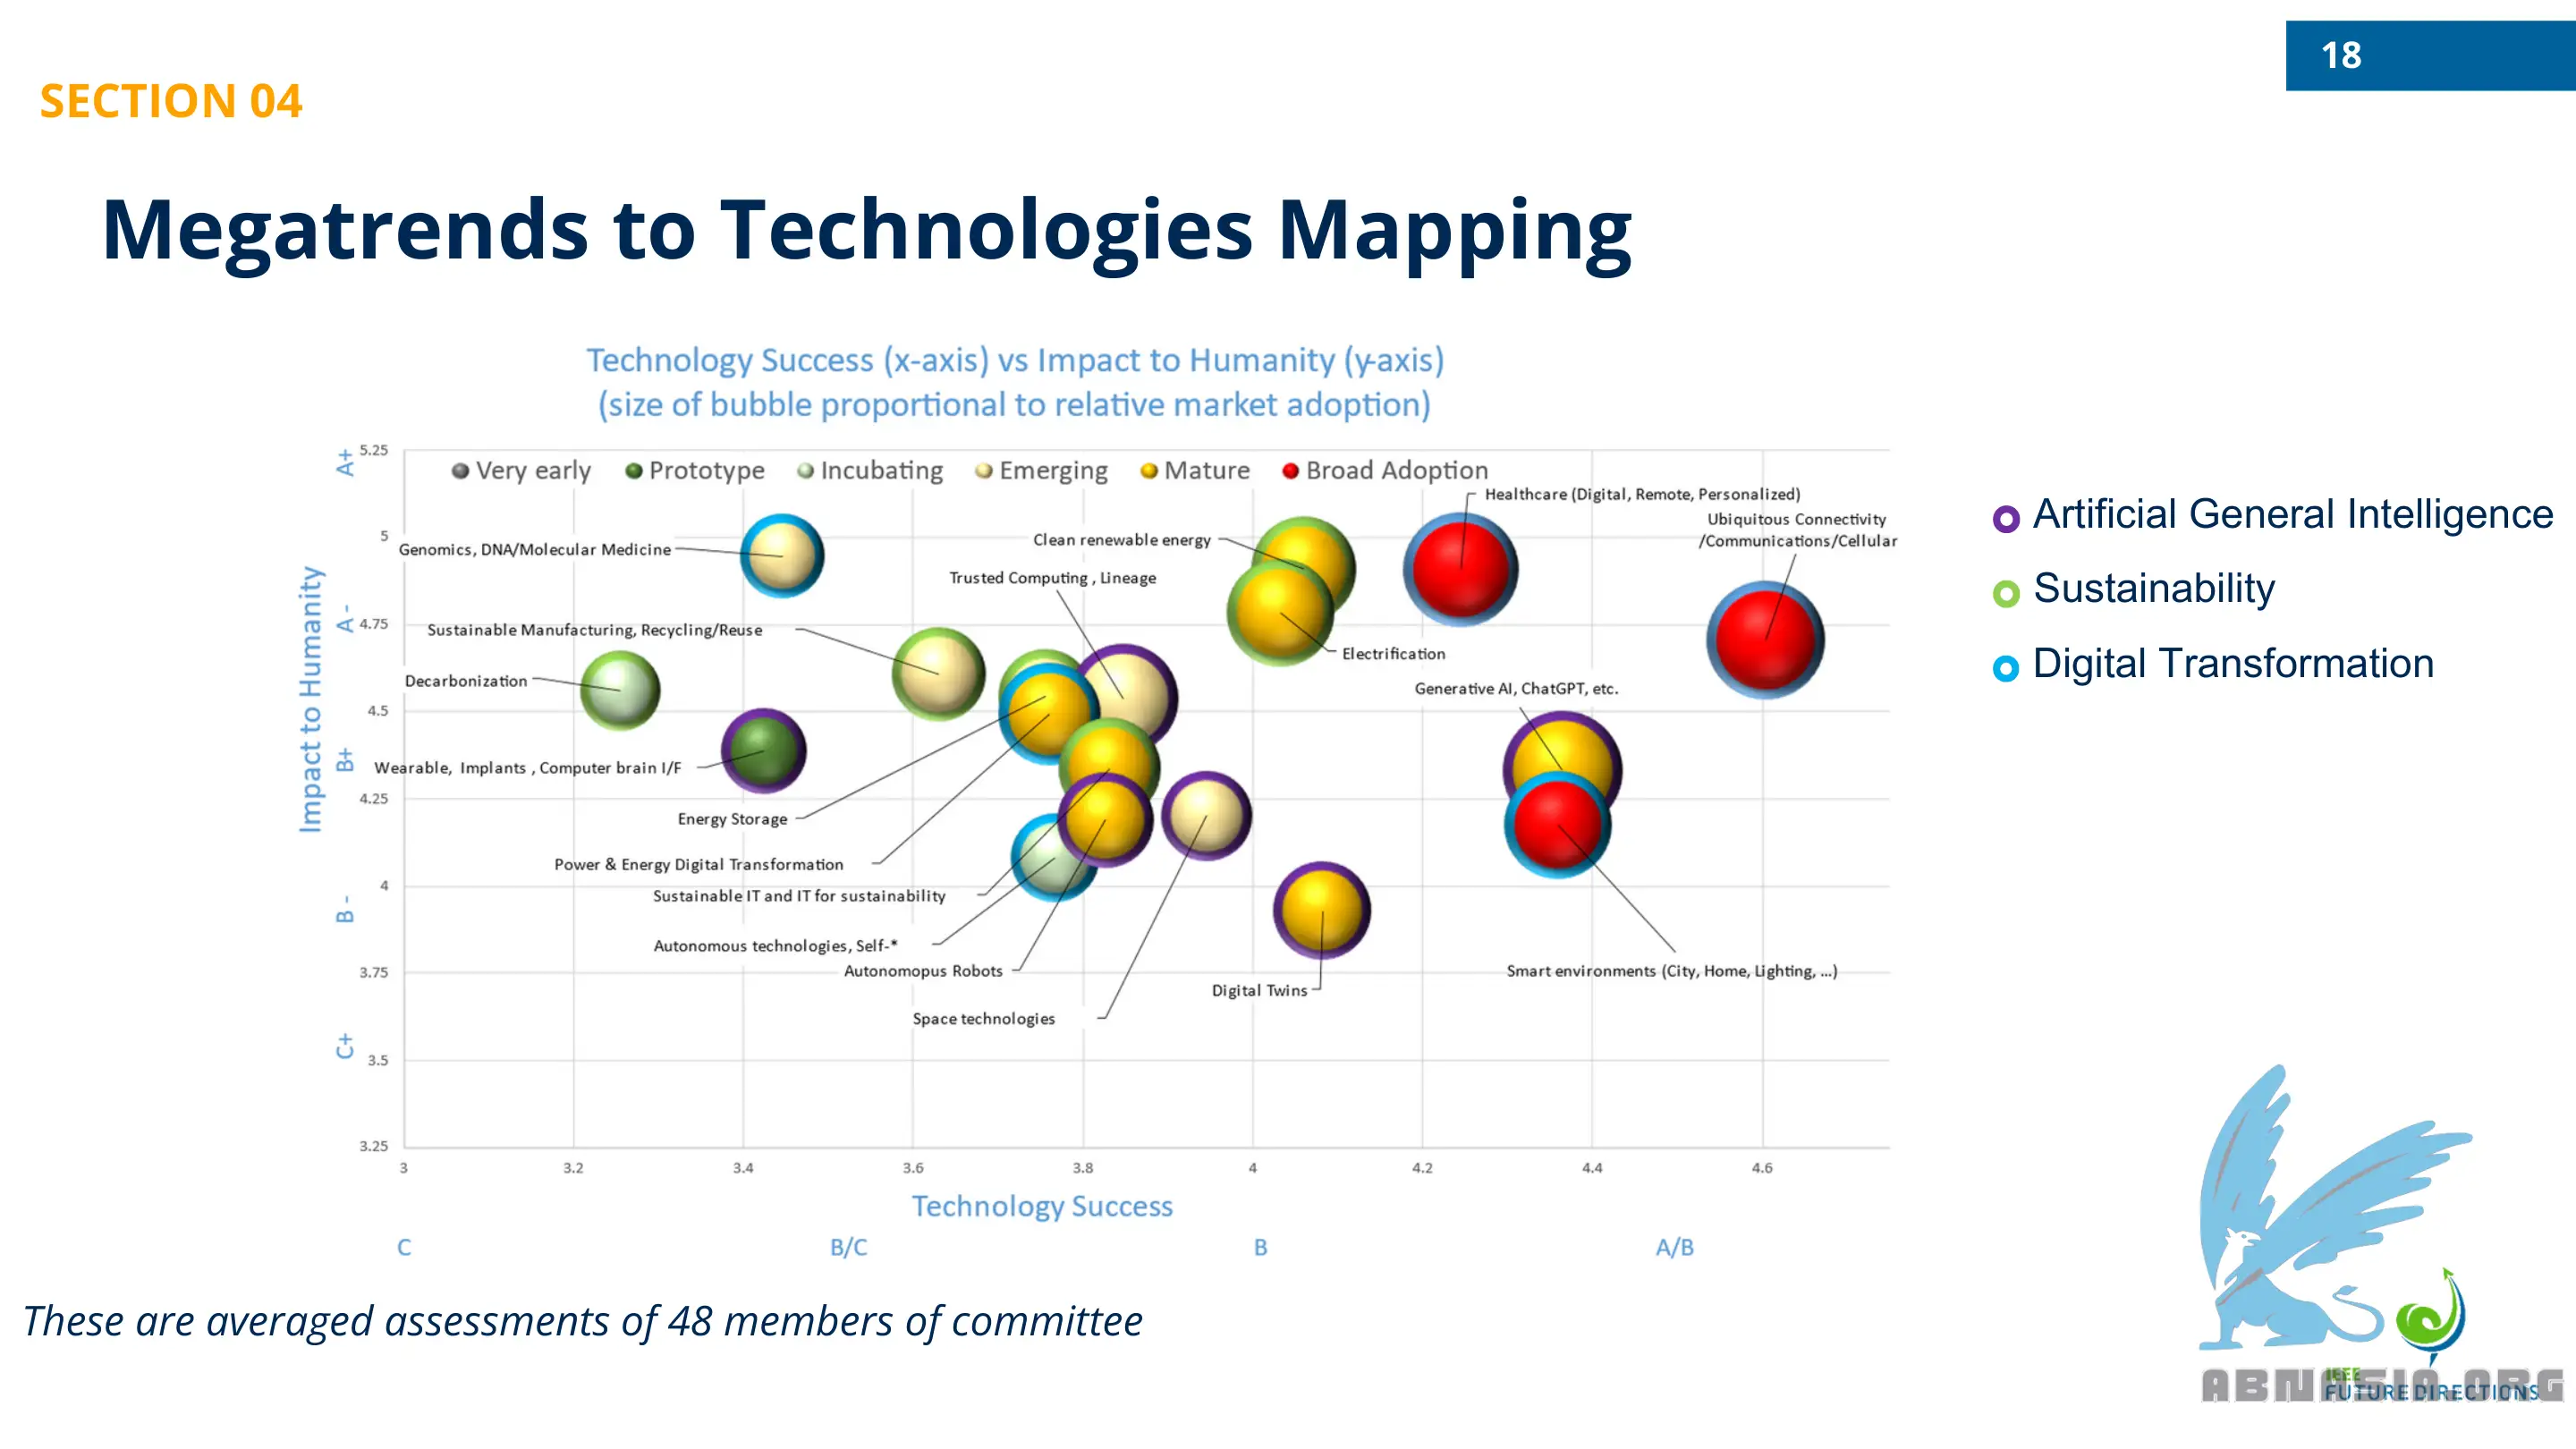 18
SECTION 04
Megatrends to Technologies Mapping
Technology Success (x-axis) vs Impact to Humanity (y-axis)
(size of bubble proportional to relative market adoption)
Very early Prototype Incubating Emerging Mature Broad Adoption
Healthcare (Digital, Remote, Personalized)
Ubiquitous Connectivity
/Communications/Cellular
Clean renewable energy
Genomics, DNA/Molecular Medicine
Trusted Computing , Lineage
Sustainable Manufacturing, Recycling/Reuse
Electrification
Decarbonization
Generative AI, ChatGPT, etc.
Wearable, Implants , Computer brain I/F
Energy Storage
Power & Energy Digital Transformation
Sustainable IT and IT for sustainability
Autonomous technologies, Self-*
Autonomopus Robots
Smart environments (City, Home, Lighting, ...)
Digital Twins
Space technologies
Impact to Humanity
A+
A -
B+
B -
C+
5.25
5
4.75
4.5
4.25
4
3.75
3.5
3.25
3 3.2 3.4 3.6 3.8 4 4.2 4.4 4.6
Technology Success
C B/C B A/B
Artificial General Intelligence
Sustainability
Digital Transformation
These are averaged assessments of 48 members of committee
IEEE
FUTURE DIRECTIONS
ABNASIA.ORG